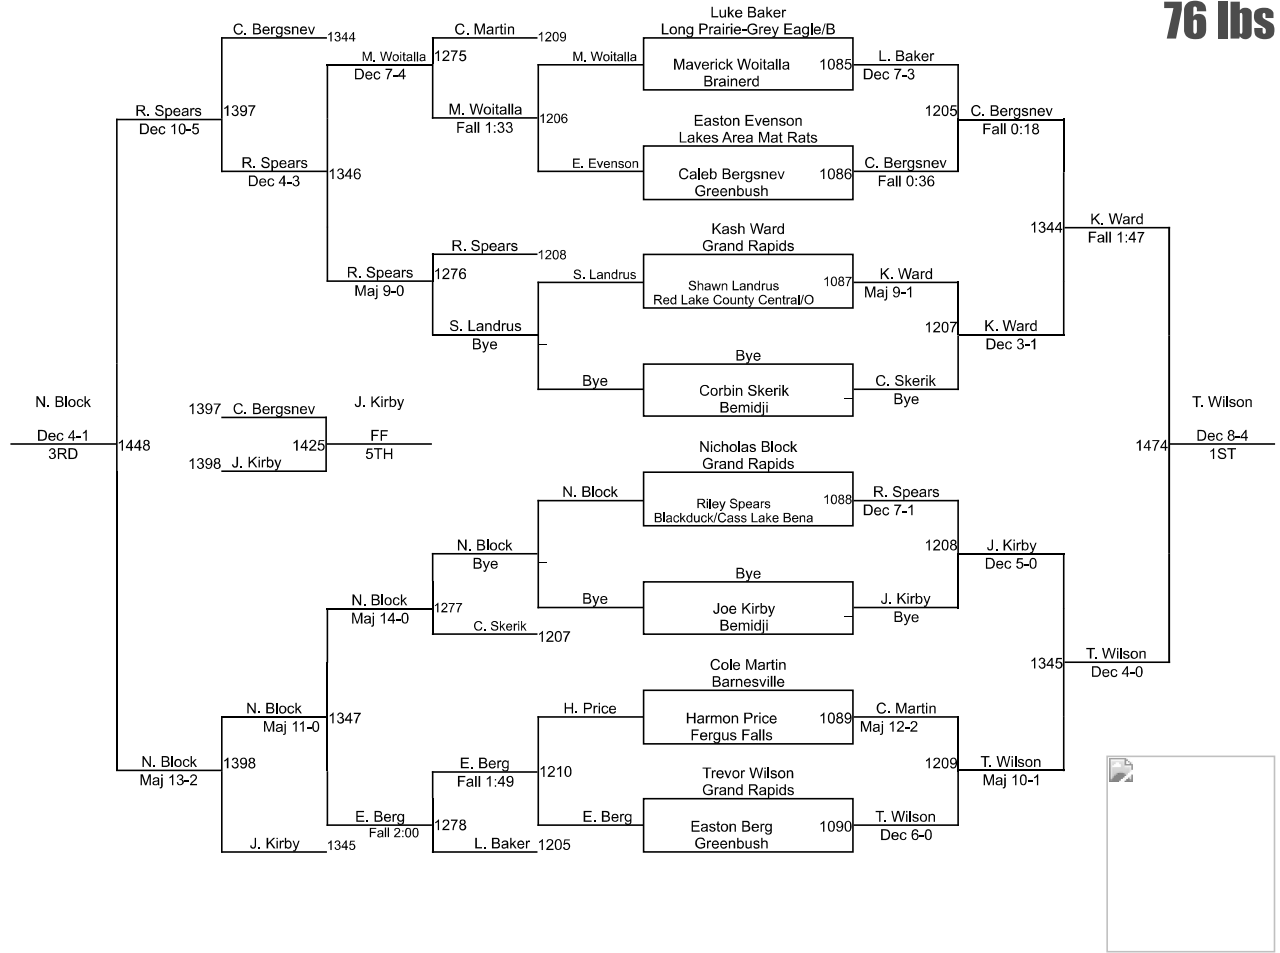 76 lbs
Luke Baker
Long Prairie-Grey Eagle/B
C. Bergsnev
1344
C. Martin
1209
M. Woitalla
1275
Dec 7-4
M. Woitalla
Maverick Woitalla
Brainerd
1085
L. Baker
Dec 7-3
R. Spears
Dec 10-5
1397
M. Woitalla
Fall 1:33
1206
Easton Evenson
Lakes Area Mat Rats
1205
C. Bergsnev
Fall 0:18
R. Spears
Dec 4-3
1346
E. Evenson
Caleb Bergsnev
Greenbush
1086
C. Bergsnev
Fall 0:36
Kash Ward
Grand Rapids
1344
K. Ward
Fall 1:47
R. Spears
1208
R. Spears
Maj 9-0
1276
S. Landrus
Shawn Landrus
Red Lake County Central/O
1087
K. Ward
Maj 9-1
S. Landrus
Bye
1207
K. Ward
Dec 3-1
Bye
Bye
Corbin Skerik
Bemidji
C. Skerik
Bye
N. Block
Dec 4-1
3RD
1448
1397
C. Bergsnev
1398
J. Kirby
1425
J. Kirby
FF
5TH
1474
T. Wilson
Dec 8-4
1ST
Nicholas Block
Grand Rapids
N. Block
Riley Spears
Blackduck/Cass Lake Bena
1088
R. Spears
Dec 7-1
N. Block
Bye
1208
J. Kirby
Dec 5-0
Bye
N. Block
Maj 14-0
1277
Bye
Joe Kirby
Bemidji
J. Kirby
Bye
C. Skerik
1207
Cole Martin
Barnesville
1345
T. Wilson
Dec 4-0
N. Block
Maj 11-0
1347
H. Price
Harmon Price
Fergus Falls
1089
C. Martin
Maj 12-2
N. Block
Maj 13-2
1398
E. Berg
Fall 1:49
1210
Trevor Wilson
Grand Rapids
1209
T. Wilson
Maj 10-1
E. Berg
Fall 2:00
1278
E. Berg
Easton Berg
Greenbush
1090
T. Wilson
Dec 6-0
J. Kirby
1345
L. Baker
1205